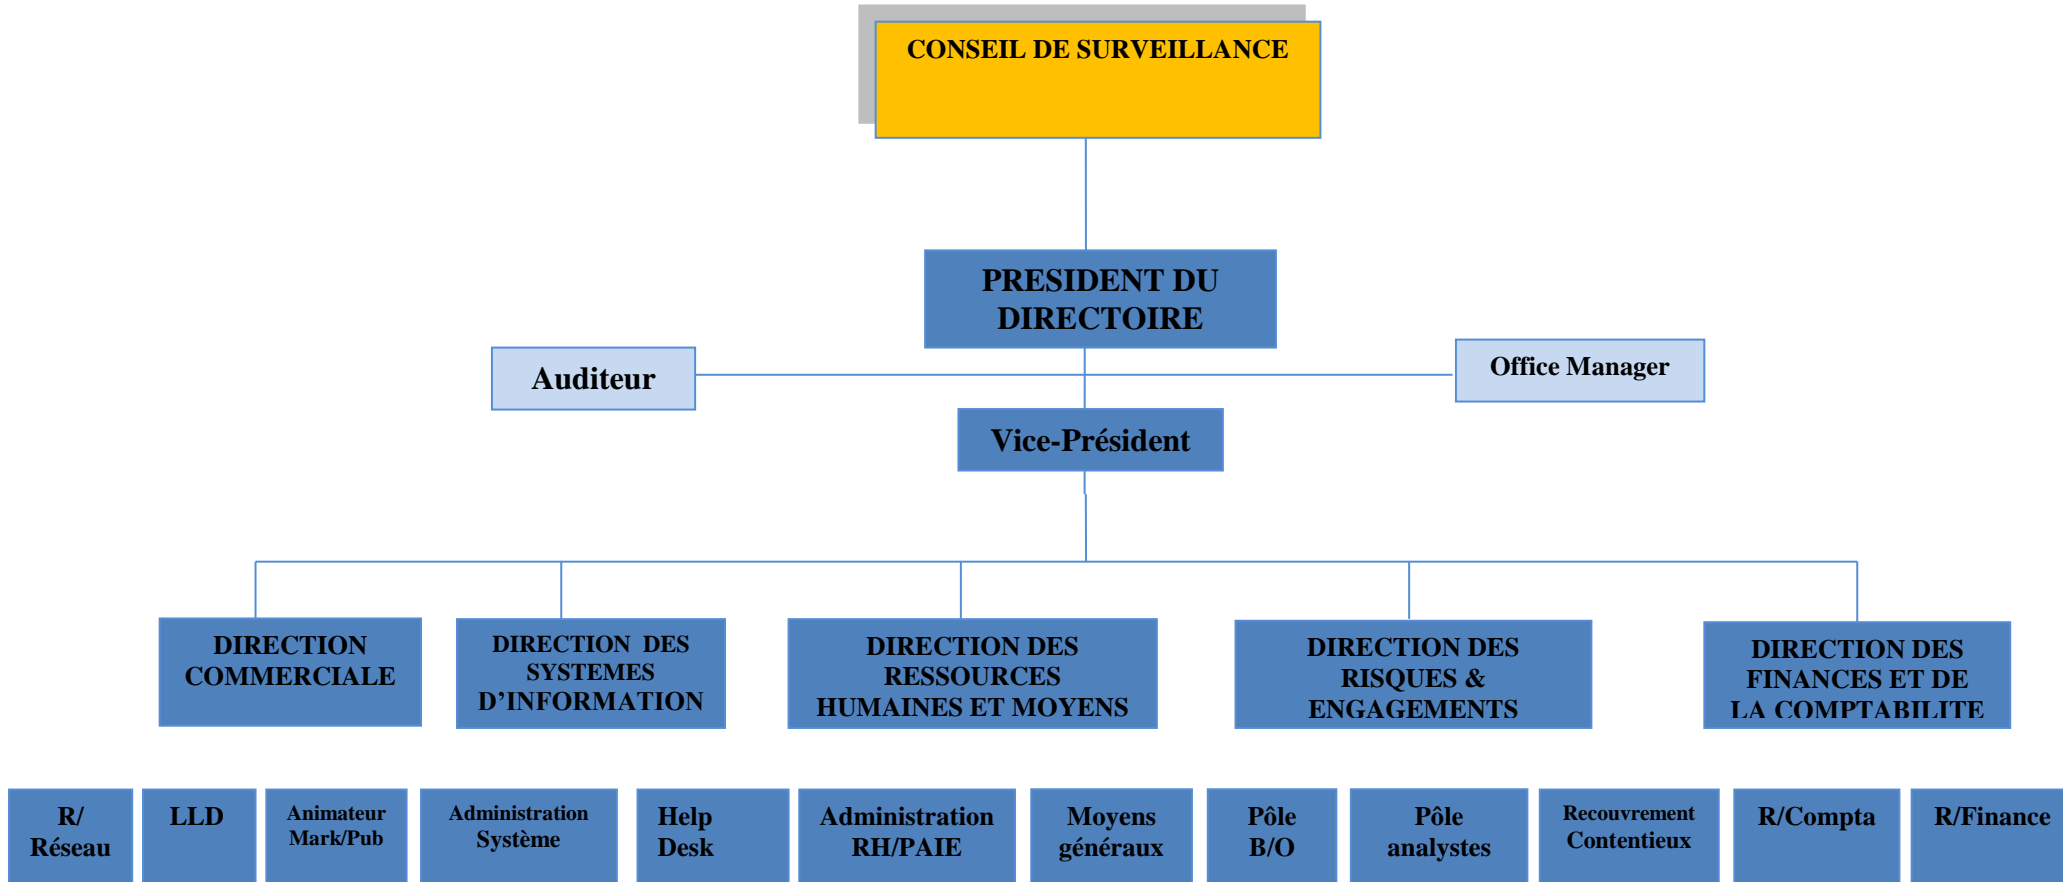 CONSEIL DE SURVEILLANCE
PRESIDENT DU
DIRECTOIRE
Auditeur
Office Manager
Vice-Président
DIRECTION
COMMERCIALE
DIRECTION DES
SYSTEMES
D’INFORMATION
DIRECTION DES
RESSOURCES
HUMAINES ET MOYENS
DIRECTION DES
RISQUES &
ENGAGEMENTS
DIRECTION DES
FINANCES ET DE
LA COMPTABILITE
R/
Réseau
LLD
Animateur
Mark/Pub
Administration
Système
Help
Desk
Administration
RH/PAIE
Moyens
généraux
Pôle
B/O
Pôle
analystes
Recouvrement
Contentieux
R/Compta
R/Finance